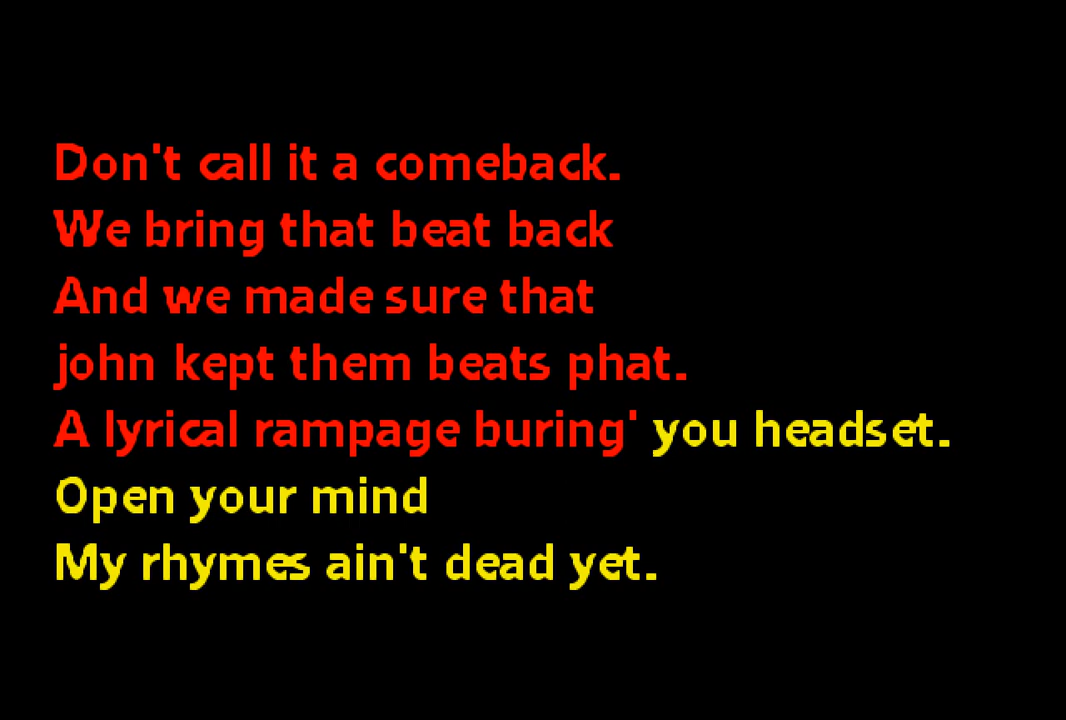 Don't call it a comeback.
We bring that beat back
And we made sure that
john kept them beats phat.
A lyrical rampage buring' you headset.
Open your mind
My rhymes ain't dead yet.